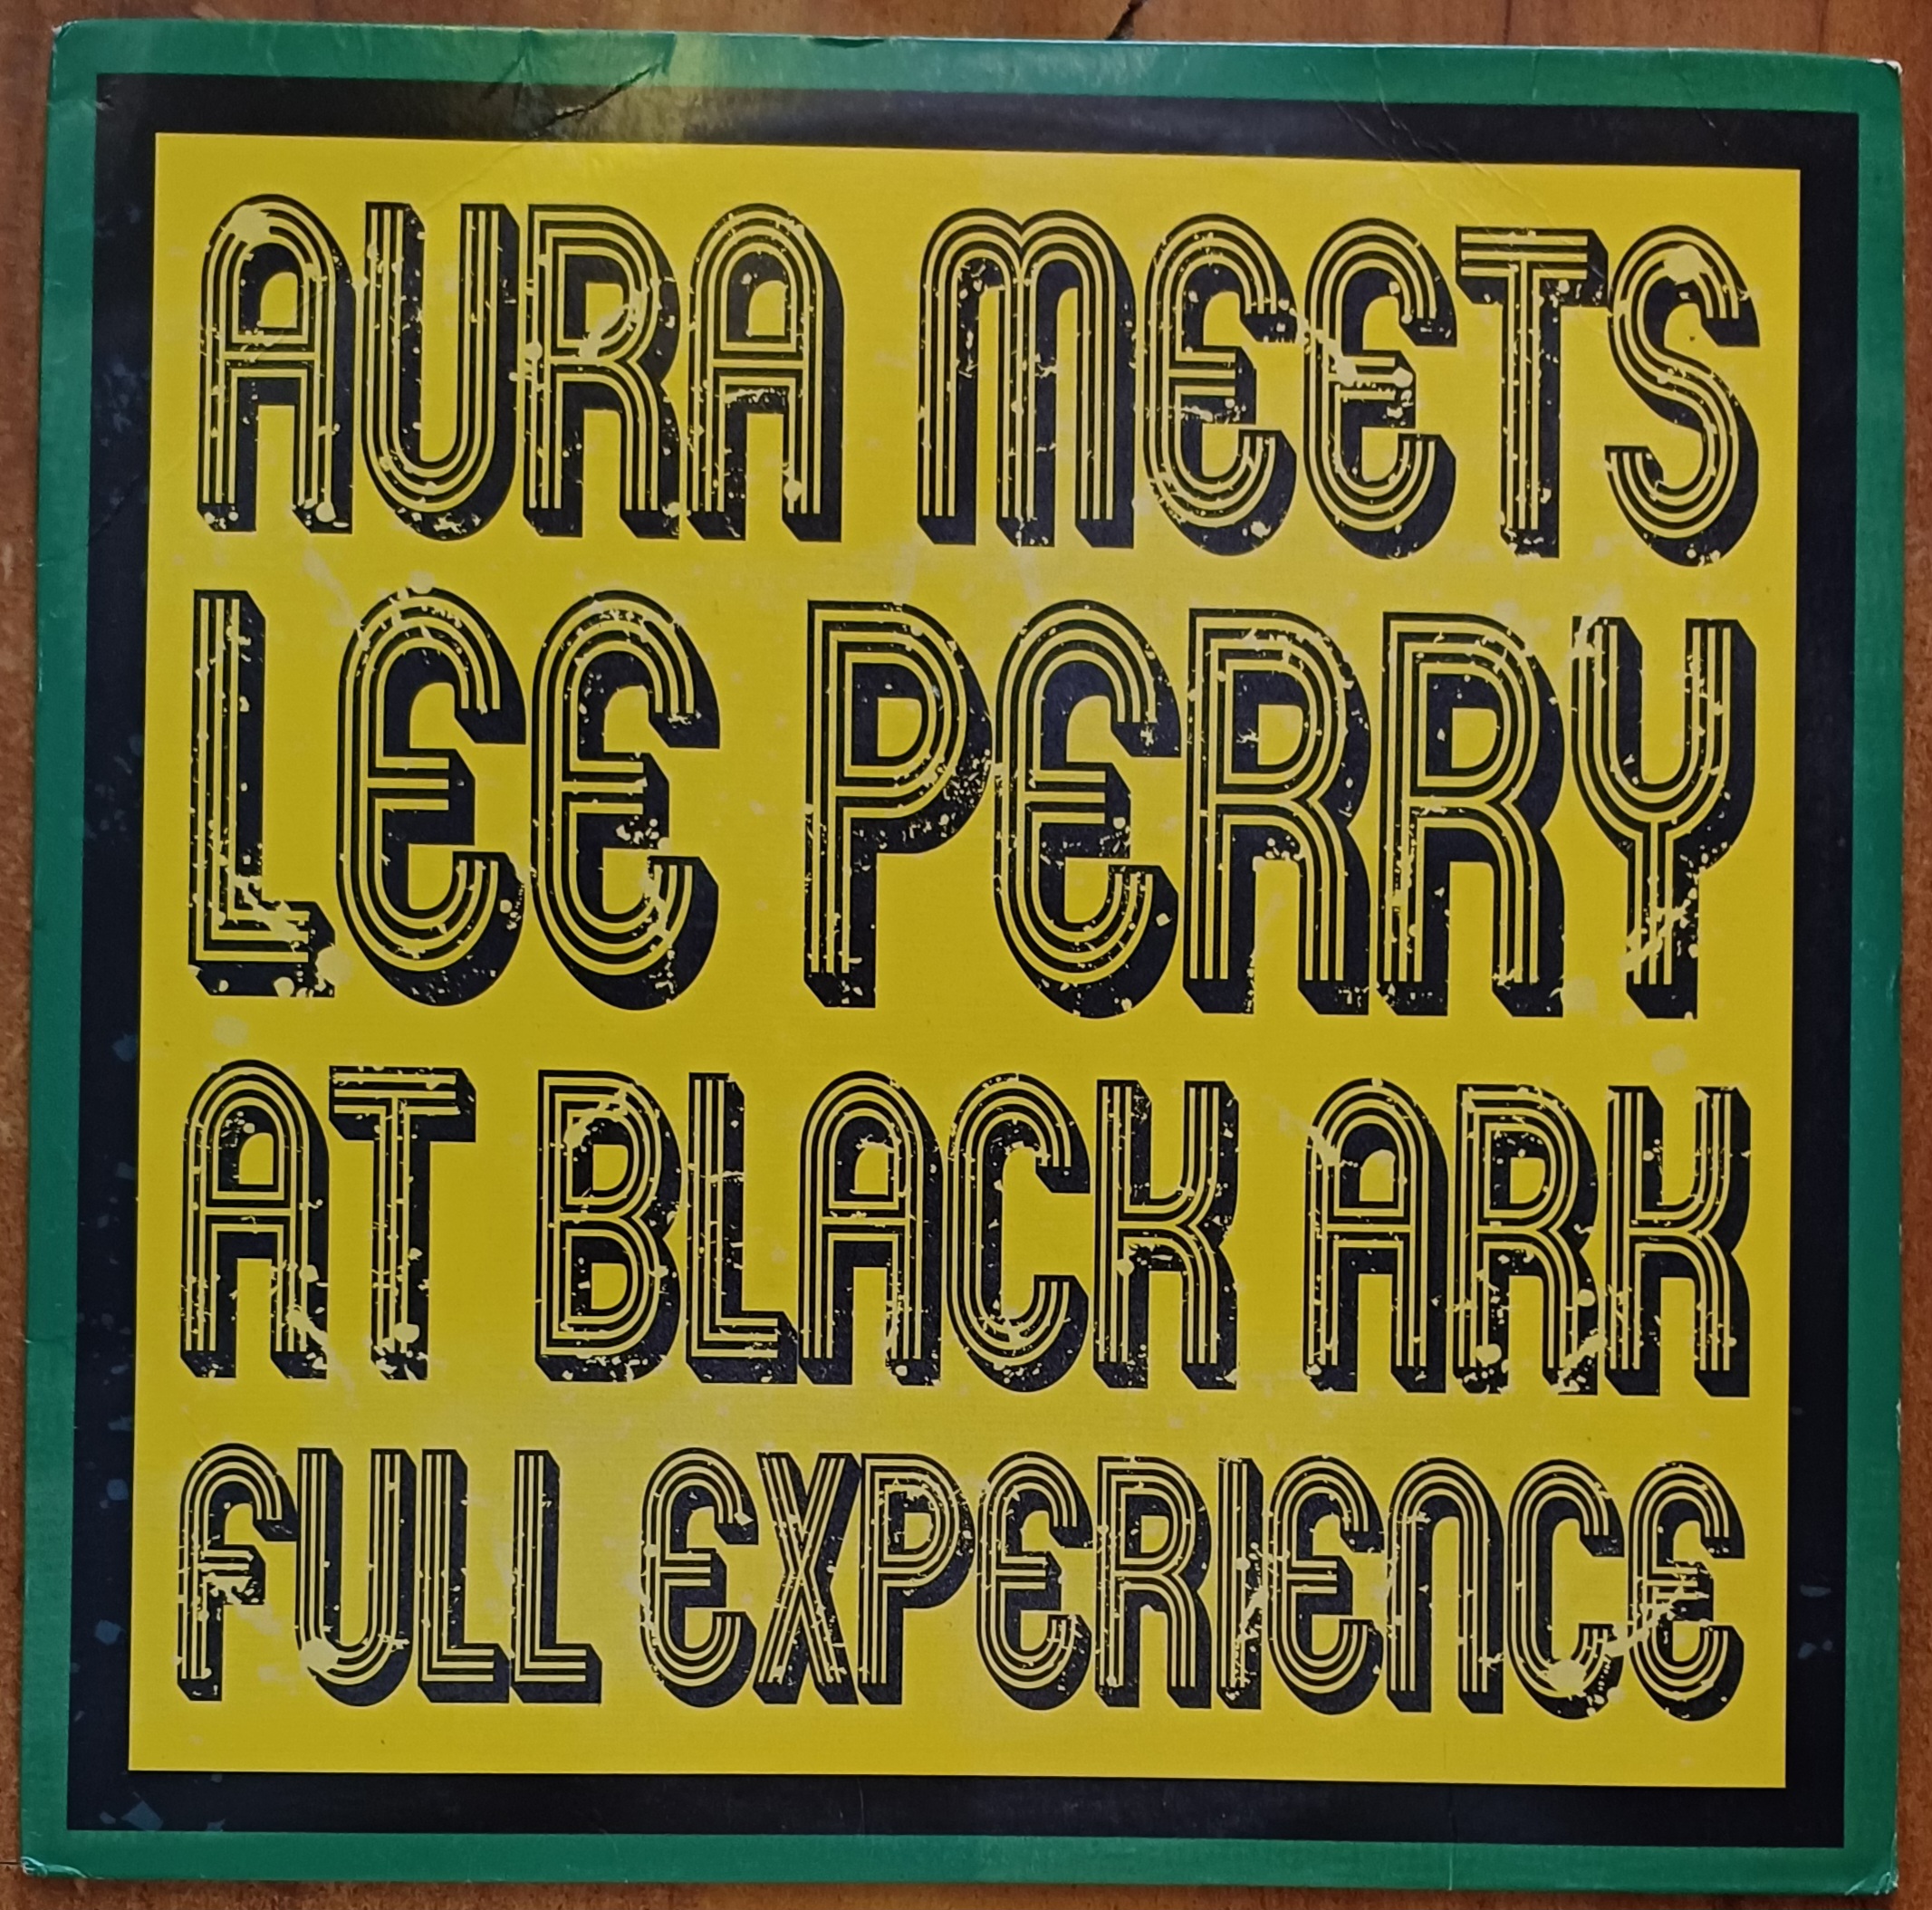 AURA MEETS
LEE PERRY
AT BLACK ARK
FULL EXPERIENCE